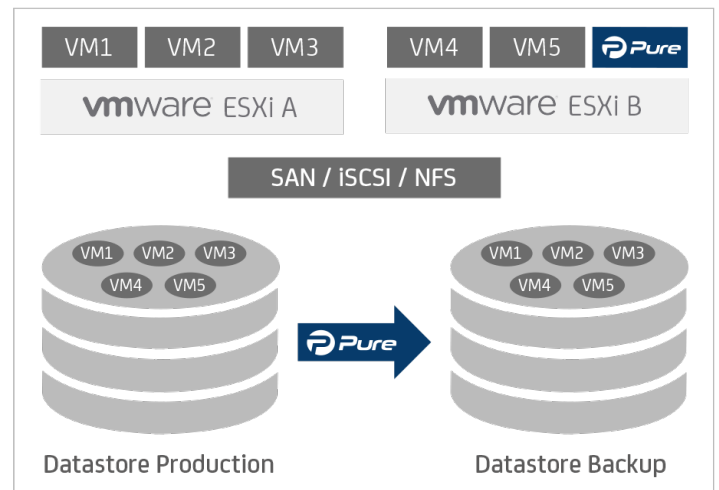 VM1 VM2 VM3 VM4 VM5 Pure
vmware ESXi A vmware ESXi B
SAN / iSCSI / NFS
VM1 VM2 VM3 VM1 VM2 VM3
VM4 VM5 VM4 VM5
Pure
Datastore Production Datastore Backup